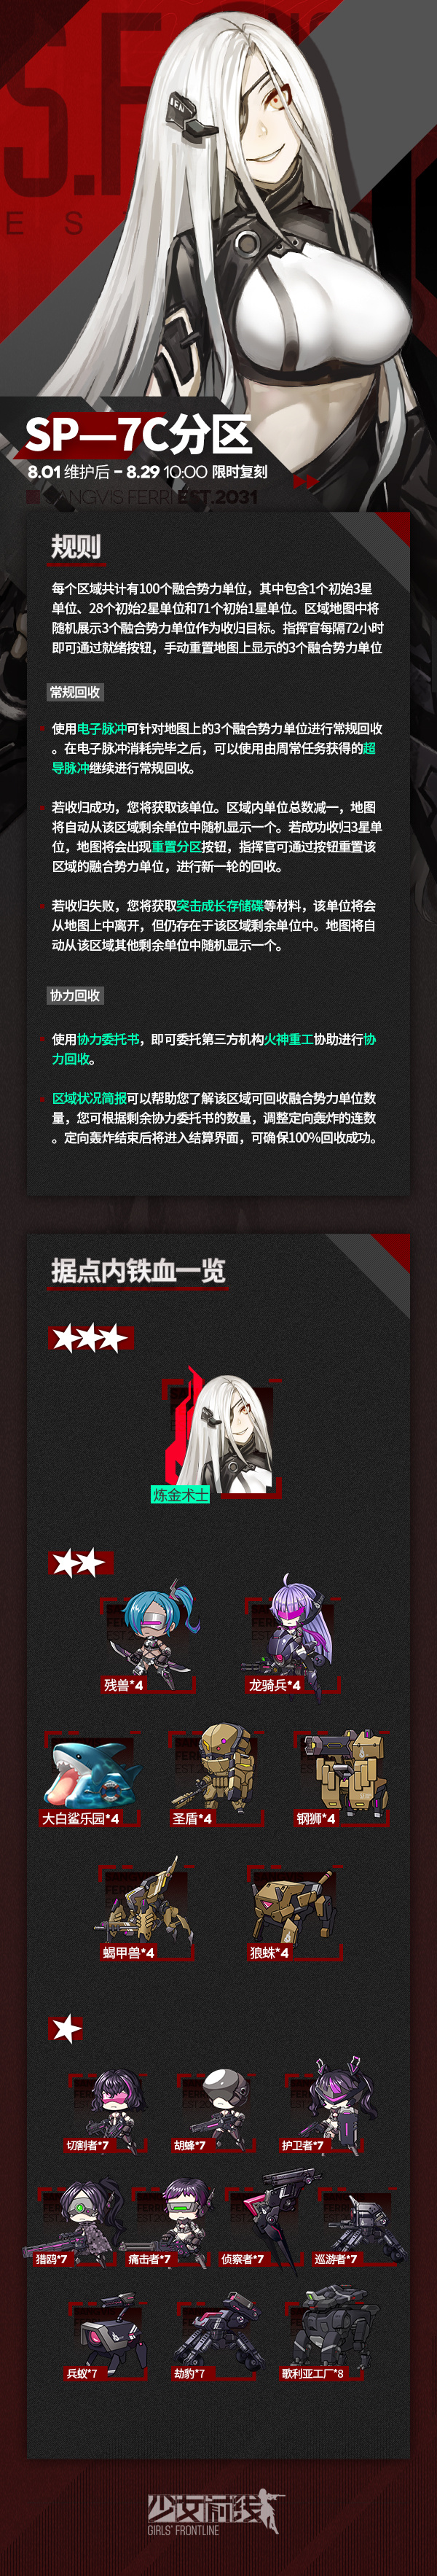 S.F
EST
IFN
SP—7C分区
8.01 维护后 - 8.29 10:00 限时复刻
SANGVIS FERRI EST.2031
规则
每个区域共计有100个融合势力单位，其中包含1个初始3星
单位、28个初始2星单位和71个初始1星单位。区域地图中将
随机展示3个融合势力单位作为收归目标。指挥官每隔72小时
即可通过就绪按钮，手动重置地图上显示的3个融合势力单位
常规回收
使用电子脉冲可针对地图上的3个融合势力单位进行常规回收
。在电子脉冲消耗完毕之后，可以使用由周常任务获得的超
导脉冲继续进行常规回收。
若收归成功，您将获取该单位。区域内单位总数减一，地图
将自动从该区域剩余单位中随机显示一个。若成功收归3星单
位，地图将会出现重置分区按钮，指挥官可通过按钮重置该
区域的融合势力单位，进行新一轮的回收。
若收归失败，您将获取突击成长存储碟等材料，该单位将会
从地图上中离开，但仍存在于该区域剩余单位中。地图将自
动从该区域其他剩余单位中随机显示一个。
协力回收
使用协力委托书，即可委托第三方机构火神重工协助进行协
力回收。
区域状况简报可以帮助您了解该区域可回收融合势力单位数
量，您可根据剩余协力委托书的数量，调整定向轰炸的连数
。定向轰炸结束后将进入结算界面，可确保100%回收成功。
据点内铁血一览
炼金术士
残兽*4
龙骑兵*4
大白鲨乐园*4
圣盾*4
钢狮*4
蝎甲兽*4
狼蛛*4
切割者*7
胡蜂*7
护卫者*7
猎鸥*7
痛击者*7
侦察者*7
巡游者*7
兵蚁*7
劫豹*7
歌利亚工厂*8
少女前线
GIRLS' FRONTLINE